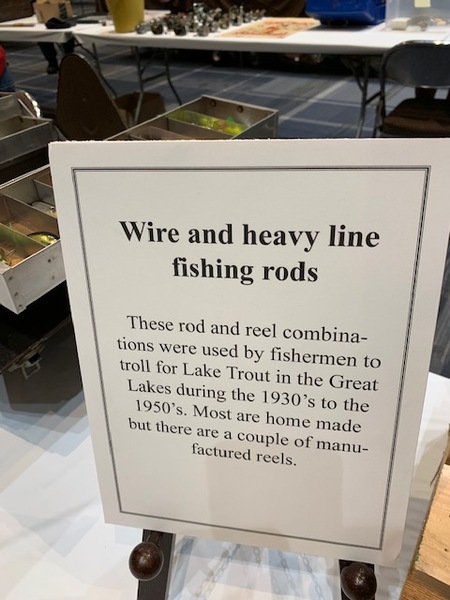 Wire and heavy line
fishing rods
These rod and reel combina-
tions were used by fishermen to
troll for Lake Trout in the Great
Lakes during the 1930's to the
1950's. Most are home made
but there are a couple of manu-
factured reels.